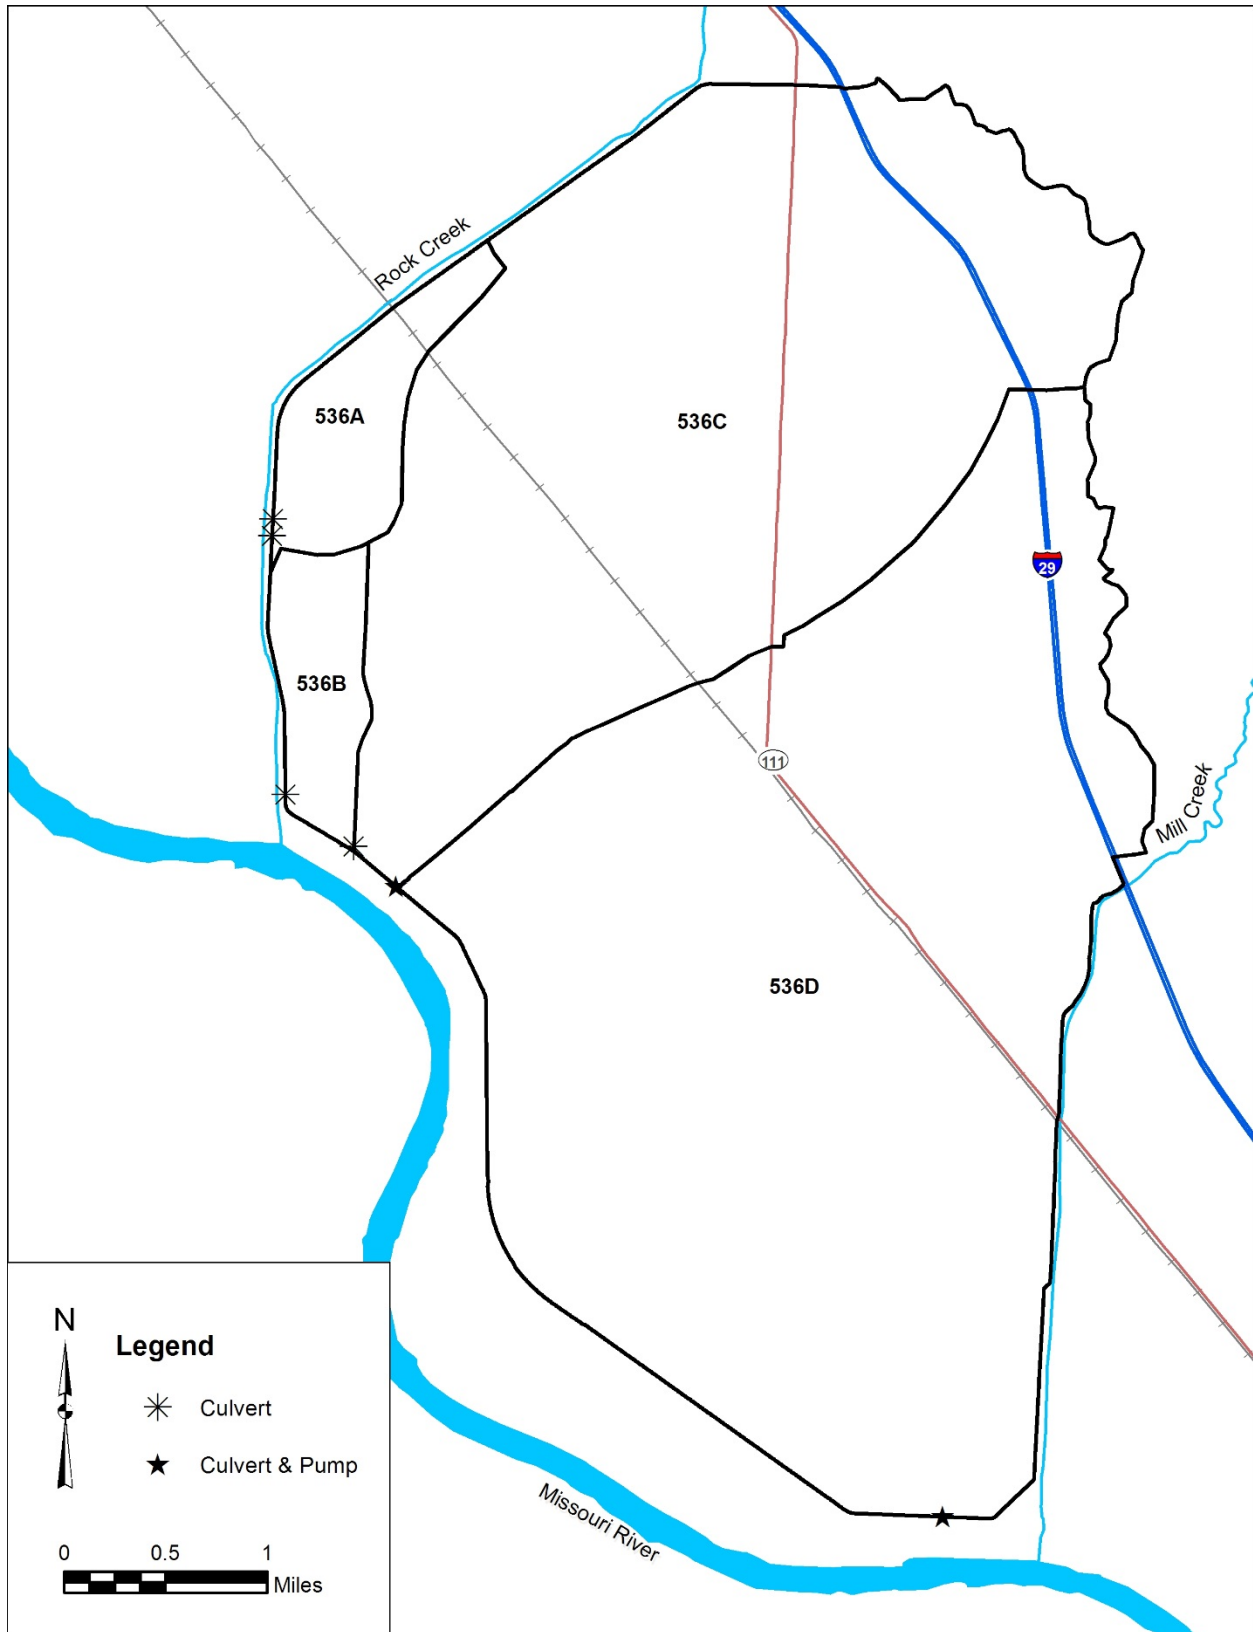 Rock Creek
536A
536C
29
536B
111
Mill Creek
536D
N
Legend
Culvert
Culvert & Pump
Missouri River
0 0.5 1
Miles